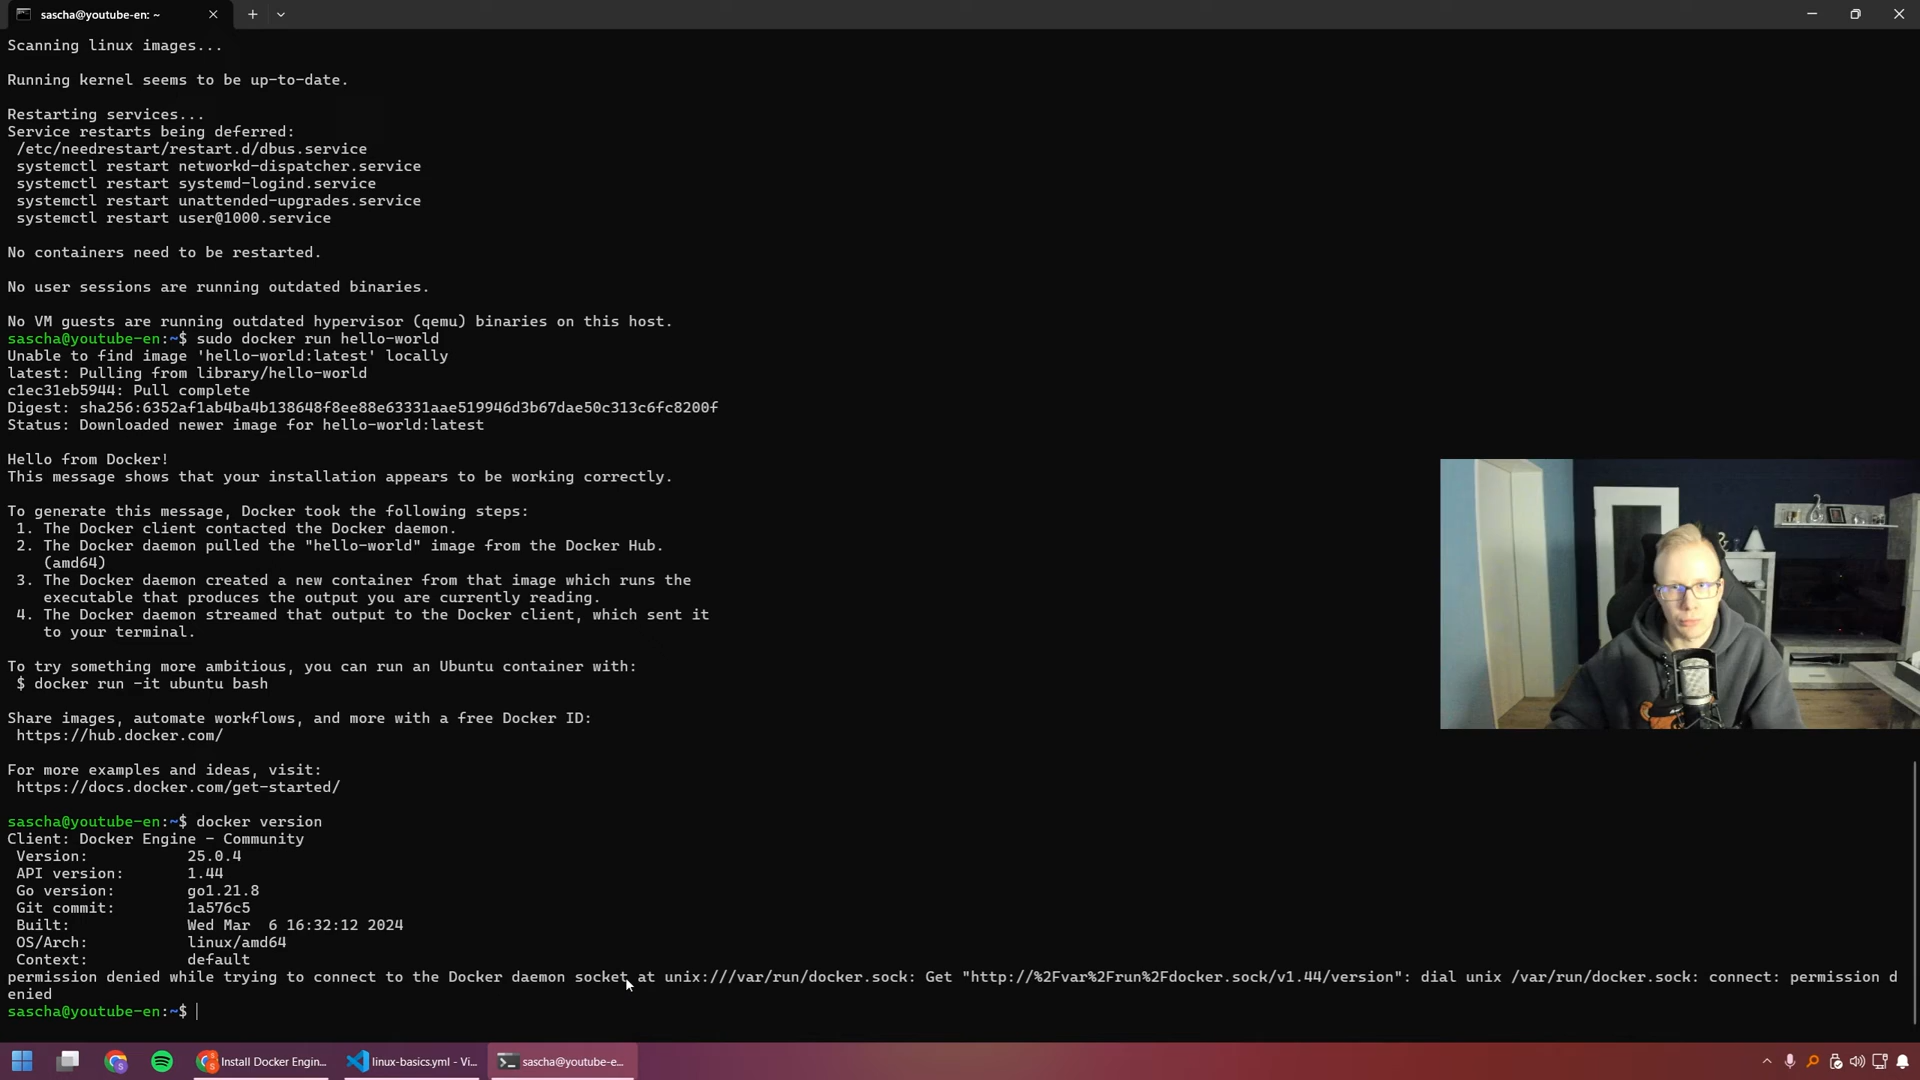 sascha@youtube-en: ~
Scanning linux images...
Running kernel seems to be up-to-date.
Restarting services...
Service restarts being deferred:
/etc/needrestart/restart.d/dbus.service
systemctl restart networkd-dispatcher.service
systemctl restart systemd-logind.service
systemctl restart unattended-upgrades.service
systemctl restart user@1000.service
No containers need to be restarted.
No user sessions are running outdated binaries.
No VM guests are running outdated hypervisor (qemu) binaries on this host.
sascha@youtube-en:~$ sudo docker run hello-world
Unable to find image 'hello-world:latest' locally
latest: Pulling from library/hello-world
c1ec31eb5944: Pull complete
Digest: sha256:6352af1ab4ba4b138648f8ee88e63331aae519946d3b67dae50c313c6fc8200f
Status: Downloaded newer image for hello-world:latest
Hello from Docker!
This message shows that your installation appears to be working correctly.
To generate this message, Docker took the following steps:
1. The Docker client contacted the Docker daemon.
2. The Docker daemon pulled the "hello-world" image from the Docker Hub.
(amd64)
3. The Docker daemon created a new container from that image which runs the
executable that produces the output you are currently reading.
4. The Docker daemon streamed that output to the Docker client, which sent it
to your terminal.
To try something more ambitious, you can run an Ubuntu container with:
$ docker run -it ubuntu bash
Share images, automate workflows, and more with a free Docker ID:
https://hub.docker.com/
For more examples and ideas, visit:
https://docs.docker.com/get-started/
sascha@youtube-en:~$ docker version
Client: Docker Engine - Community
Version: 25.0.4
API version: 1.44
Go version: go1.21.8
Git commit: 1a576c5
Built: Wed Mar  6 16:32:12 2024
OS/Arch: linux/amd64
Context: default
permission denied while trying to connect to the Docker daemon socket at unix:///var/run/docker.sock: Get "http://%2Fvar%2Frun%2Fdocker.sock/v1.44/version": dial unix /var/run/docker.sock: connect: permission d
enied
sascha@youtube-en:~$
Install Docker Engin... linux-basics.yml - Vi... sascha@youtube-e...